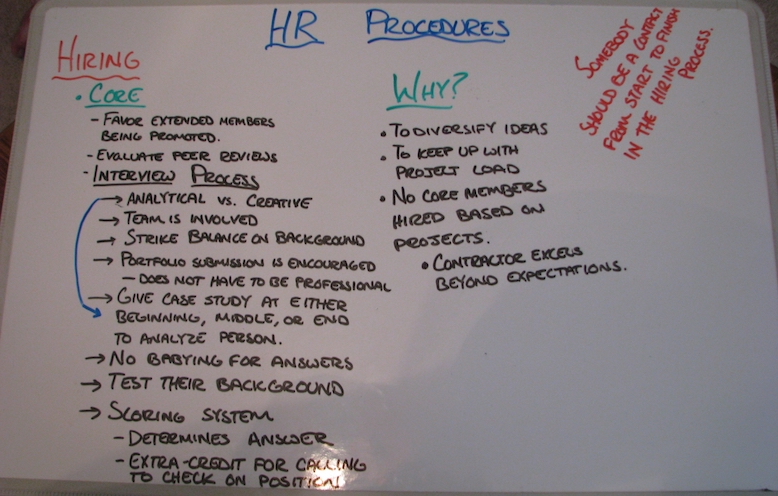 HR PROCEDURES
HIRING
• CORE
- FAVOR EXTENDED MEMBERS
BEING PROMOTED.
- EVALUATE PEER REVIEWS
- INTERVIEW PROCESS
→ ANALYTICAL VS. CREATIVE
→ TEAM IS INVOLVED
→ STRIKE BALANCE ON BACKGROUND
→ PORTFOLIO SUBMISSION IS ENCOURAGED
- DOES NOT HAVE TO BE PROFESSIONAL
→ GIVE CASE STUDY AT EITHER
BEGINNING, MIDDLE, OR END
TO ANALYZE PERSON.
→ NO BABYING FOR ANSWERS
→ TEST THEIR BACKGROUND
→ SCORING SYSTEM
- DETERMINES ANSWER
- EXTRA-CREDIT FOR CALLING
TO CHECK ON POSITION
WHY?
• TO DIVERSIFY IDEAS
• TO KEEP UP WITH
PROJECT LOAD
• NO CORE MEMBERS
HIRED BASED ON
PROJECTS.
• CONTRACTOR EXCELS
BEYOND EXPECTATIONS.
SOMEBODY
SHOULD BE A CONTACT
FROM START TO FINISH
IN THE HIRING
PROCESS.